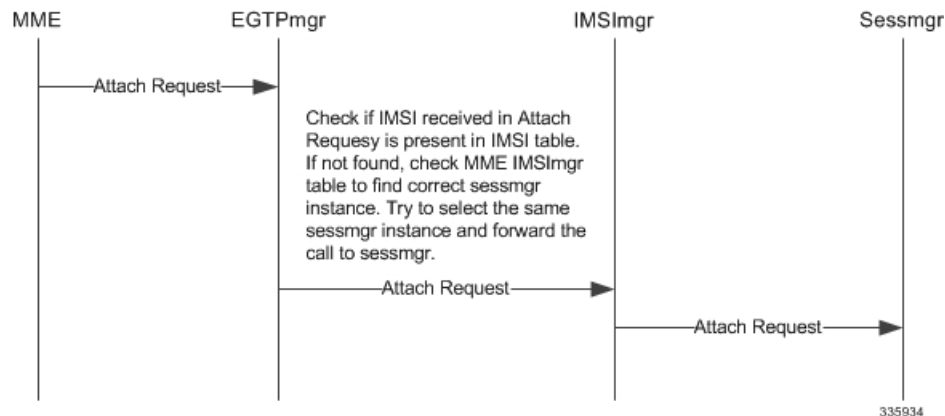 MME EGTPmgr IMSImgr Sessmgr
Attach Request
Check if IMSI received in Attach
Requesy is present in IMSI table.
If not found, check MME IMSImgr
table to find correct sessmgr
instance. Try to select the same
sessmgr instance and forward the
call to sessmgr.
Attach Request
Attach Request
335934